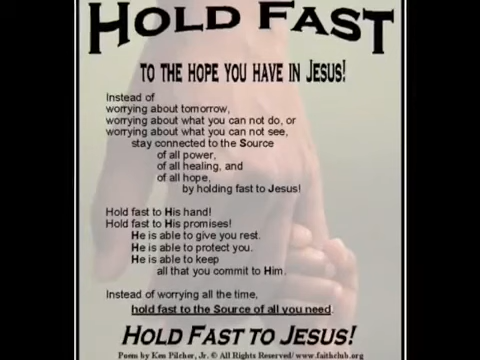 HOLD FAST
TO THE HOPE YOU HAVE IN JESUS!
Instead of
worrying about tomorrow,
worrying about what you can not do, or
worrying about what you can not see,
stay connected to the Source
of all power,
of all healing, and
of all hope,
by holding fast to Jesus!
Hold fast to His hand!
Hold fast to His promises!
He is able to give you rest.
He is able to protect you.
He is able to keep
all that you commit to Him.
Instead of worrying all the time,
hold fast to the Source of all you need.
HOLD FAST TO JESUS!
Poem by Ken Pilcher, Jr. © All Rights Reserved/ www.faithclub.org